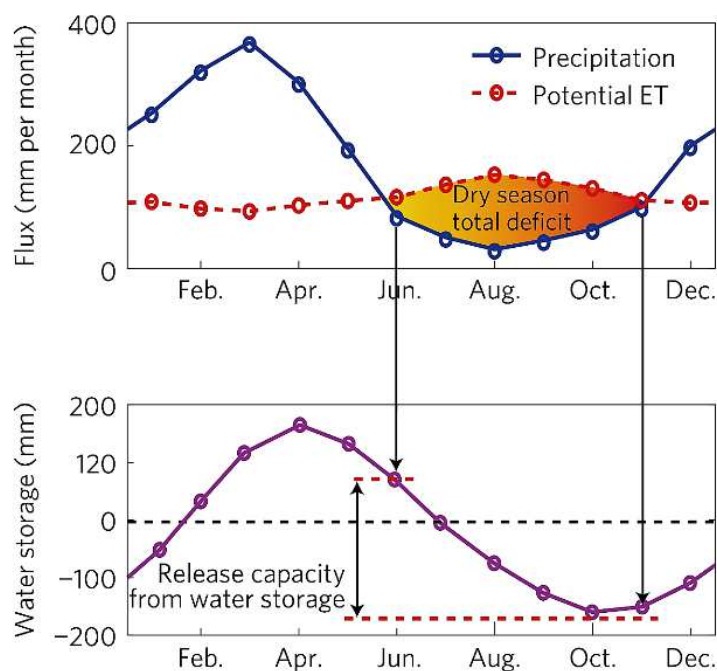 400
Precipitation
Potential ET
Flux (mm per month)
200
Dry season
total deficit
0
Feb.
Apr.
Jun.
Aug.
Oct.
Dec.
200
Water storage (mm)
120
0
Release capacity
from water storage
−100
−200
Feb.
Apr.
Jun.
Aug.
Oct.
Dec.